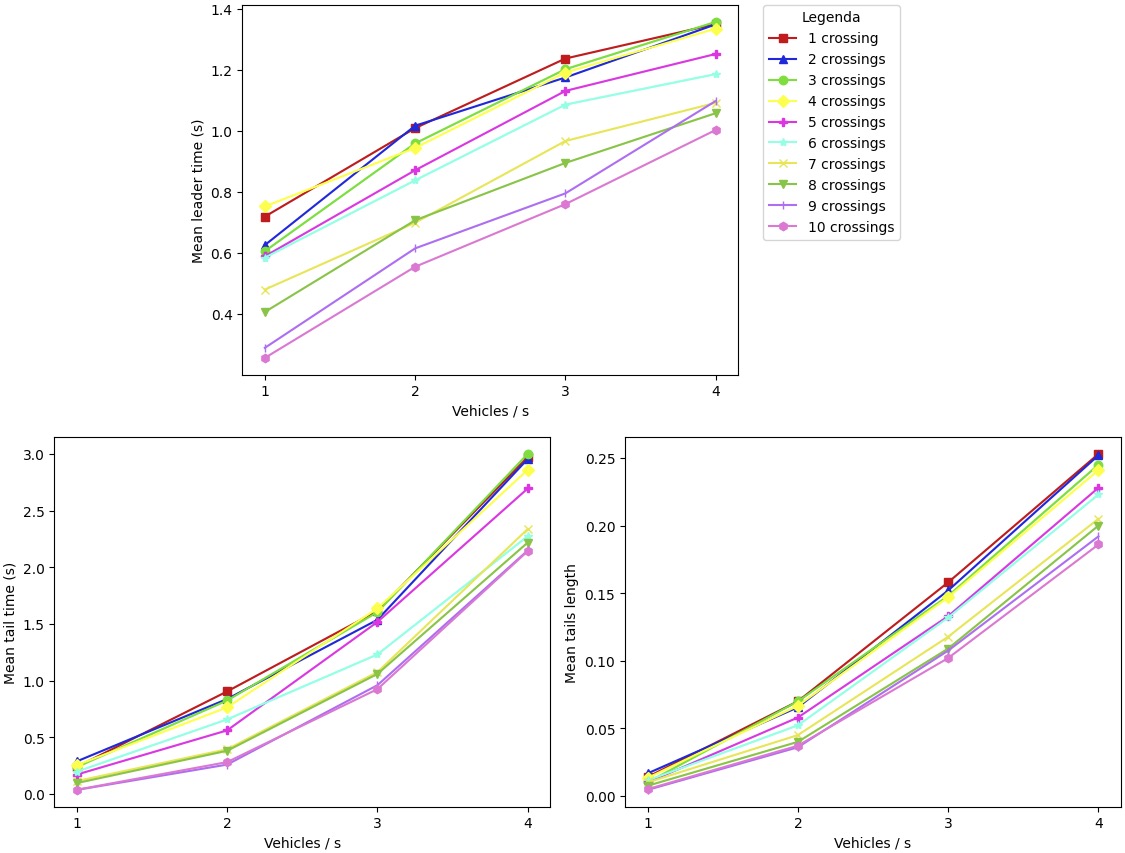 1.4
1.2
1.0
0.8
0.6
0.4
Mean leader time (s)
1 2 3 4
Vehicles / s
Legenda
1 crossing
2 crossings
3 crossings
4 crossings
5 crossings
6 crossings
7 crossings
8 crossings
9 crossings
10 crossings
3.0
2.5
2.0
1.5
1.0
0.5
0.0
Mean tail time (s)
1 2 3 4
Vehicles / s
0.25
0.20
0.15
0.10
0.05
0.00
Mean tails length
1 2 3 4
Vehicles / s